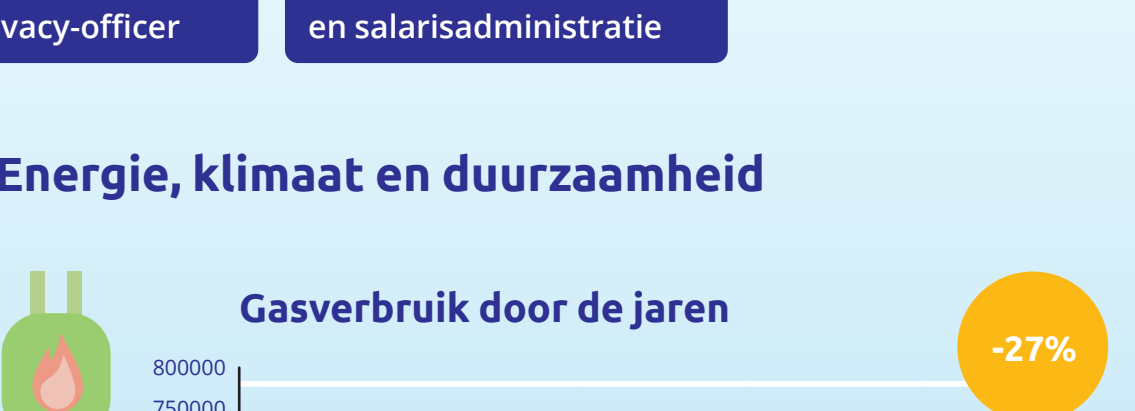 vacy-officer
en salarisadministratie
Energie, klimaat en duurzaamheid
Gasverbruik door de jaren
-27%
800000
750000